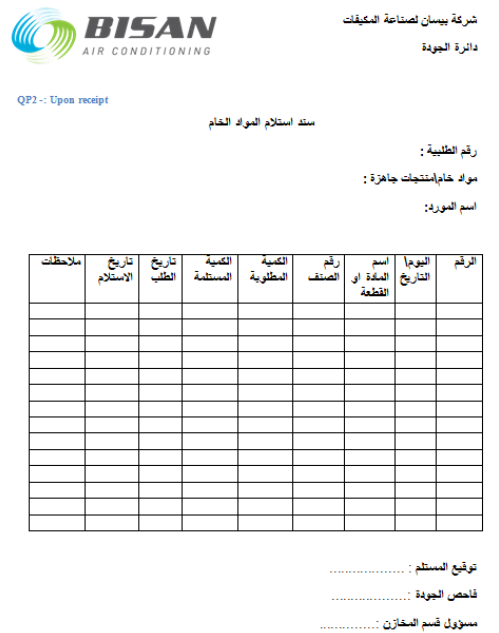 BISAN
AIR CONDITIONING
شركة بيسان لصناعة المكيفات
دائرة الجودة
QP2 -: Upon receipt
سند استلام المواد الخام
رقم الطلبية :
مواد خام\منتجات جاهزة :
اسم المورد:
الرقم
اليوم\
التاريخ
اسم
المادة او
القطعة
رقم
الصنف
الكمية
المطلوبة
الكمية
المستلمة
تاريخ
الطلب
تاريخ
الاستلام
ملاحظات
توقيع المستلم : ...................
فاحص الجودة :...................
مسؤول قسم المخازن :...............